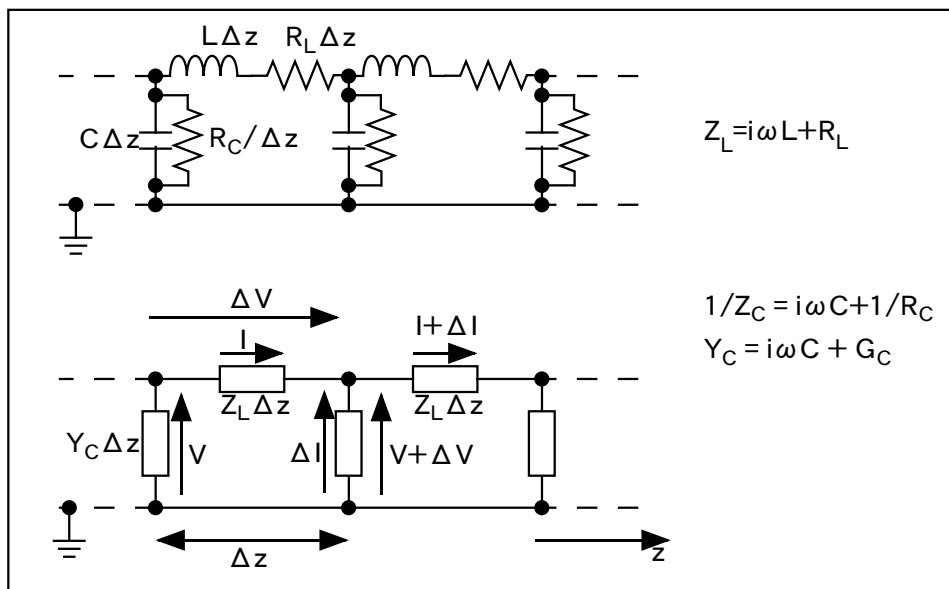 LΔz
R_LΔz
CΔz
R_C/Δz
Z_L=iωL+R_L
ΔV
I
I+ΔI
Z_LΔz
Z_LΔz
Y_CΔz
V
ΔI
V+ΔV
Δz
z
1/Z_C = iωC+1/R_C
Y_C = iωC + G_C